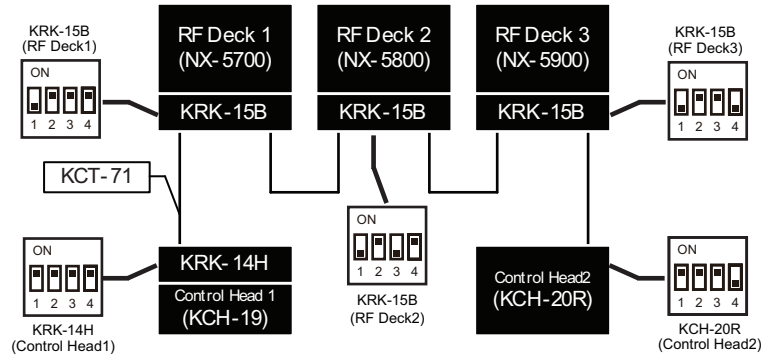 KRK-15B
(RF Deck1)
ON
1 2 3 4
RF Deck 1
(NX-5700)
KRK-15B
RF Deck 2
(NX-5800)
KRK-15B
RF Deck 3
(NX-5900)
KRK-15B
KRK-15B
(RF Deck3)
ON
1 2 3 4
KCT-71
ON
1 2 3 4
KRK-14H
(Control Head1)
KRK-14H
Control Head 1
(KCH-19)
ON
1 2 3 4
KRK-15B
(RF Deck2)
Control Head2
(KCH-20R)
ON
1 2 3 4
KCH-20R
(Control Head2)